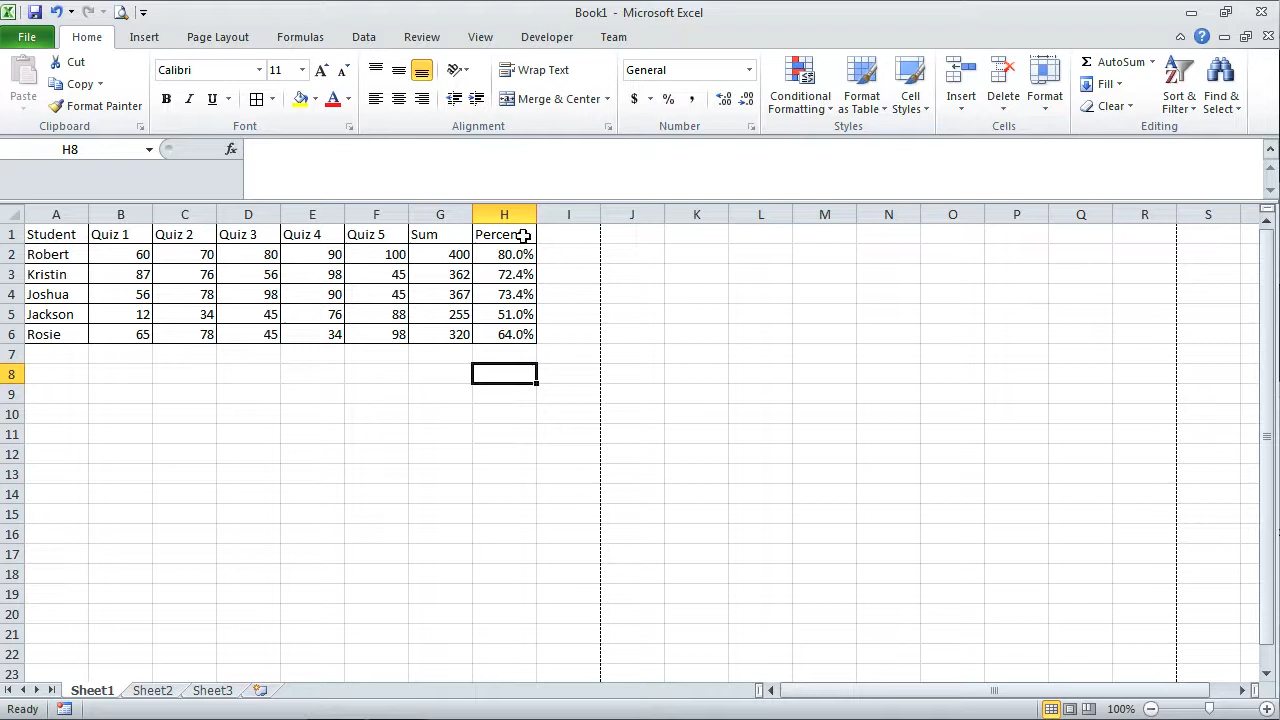 Book1 - Microsoft Excel
File Home Insert Page Layout Formulas Data Review View Developer Team
Paste
Cut
Copy
Format Painter
Clipboard
Calibri 11
B I U
Font
Wrap Text
Merge & Center
Alignment
General
$ % ,
Number
Conditional Formatting
Format as Table
Cell Styles
Styles
Insert Delete Format
Cells
AutoSum
Fill
Clear
Sort & Filter
Find & Select
Editing
H8 fx
A B C D E F G H I J K L M N O P Q R S
1 Student Quiz 1 Quiz 2 Quiz 3 Quiz 4 Quiz 5 Sum
2 Robert 60 70 80 90 100 400 80.0%
3 Kristin 87 76 56 98 45 362 72.4%
4 Joshua 56 78 98 90 45 367 73.4%
5 Jackson 12 34 45 76 88 255 51.0%
6 Rosie 65 78 45 34 98 320 64.0%
7
8
9
10
11
12
13
14
15
16
17
18
19
20
21
22
23
Sheet1 Sheet2 Sheet3
Ready 100%